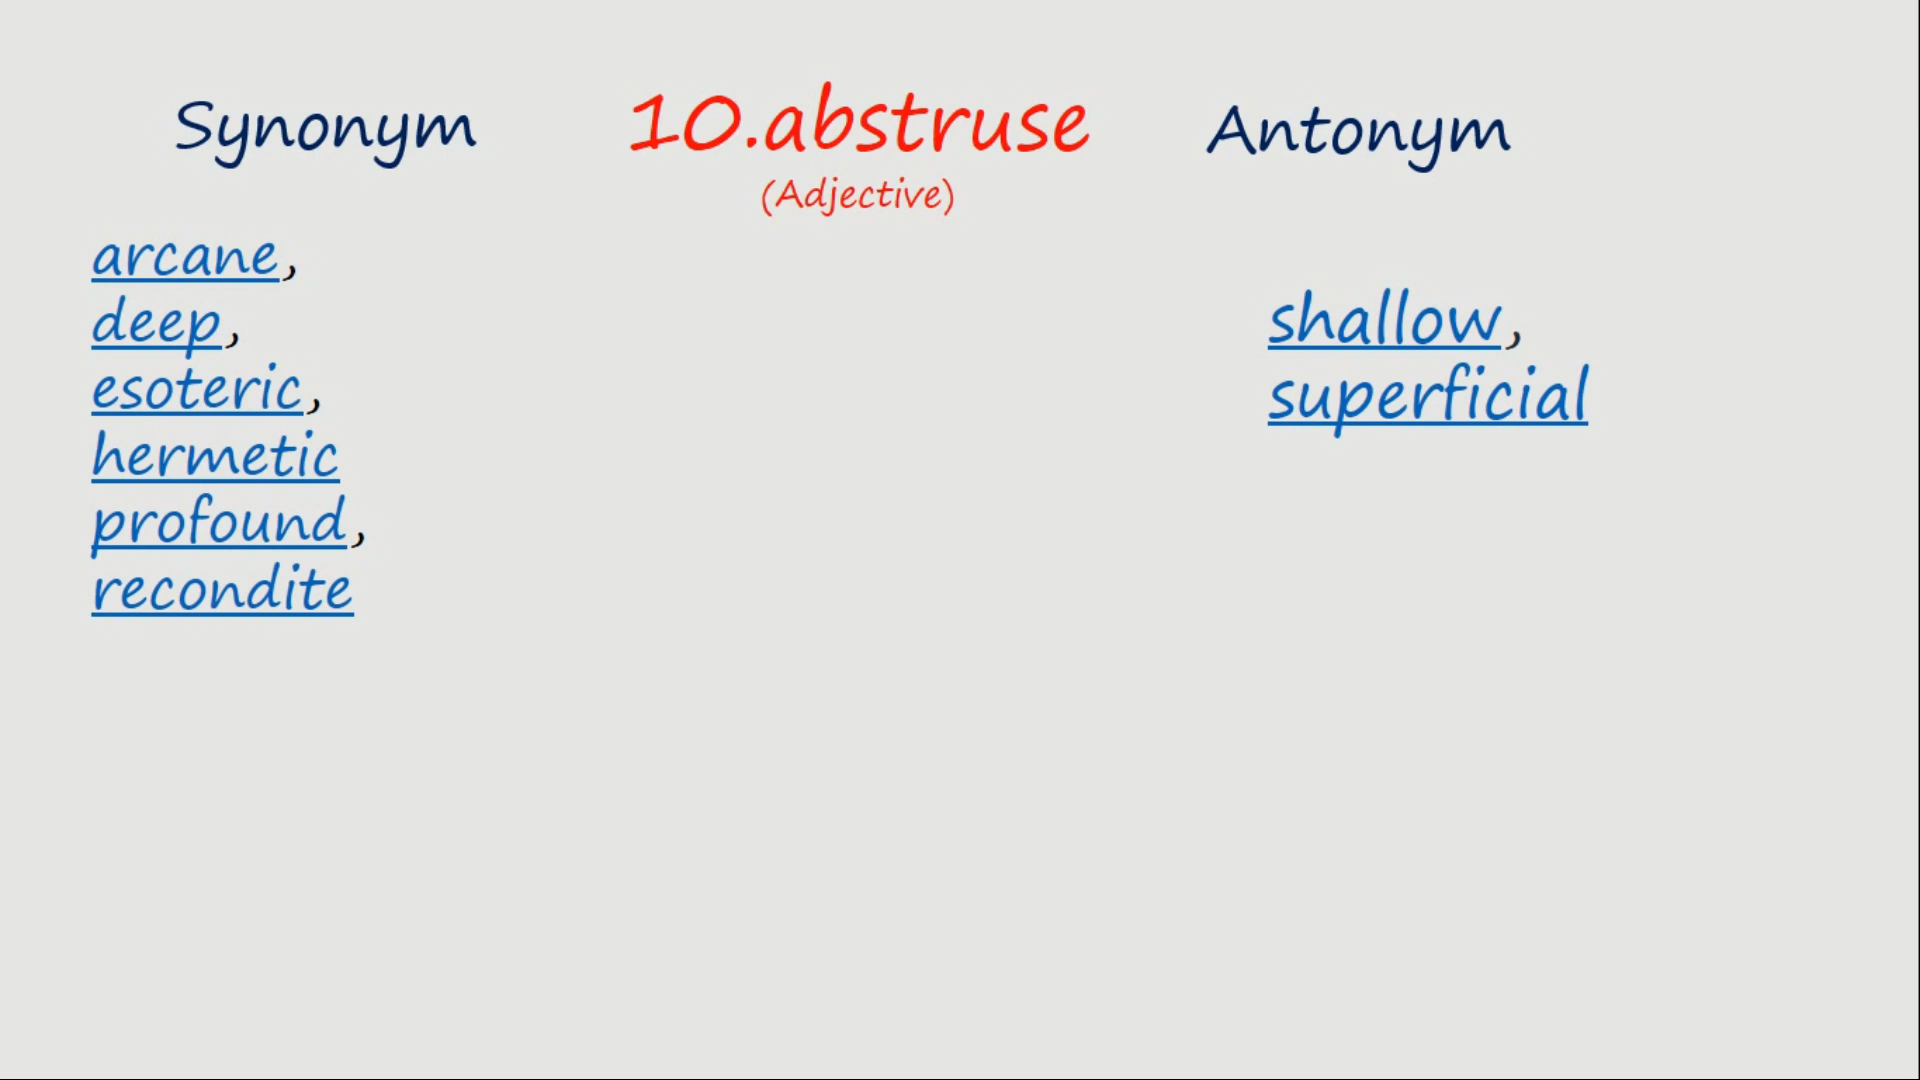 Synonym
10.abstruse
(Adjective)
Antonym
arcane,
deep,
esoteric,
hermetic
profound,
recondite
shallow,
superficial